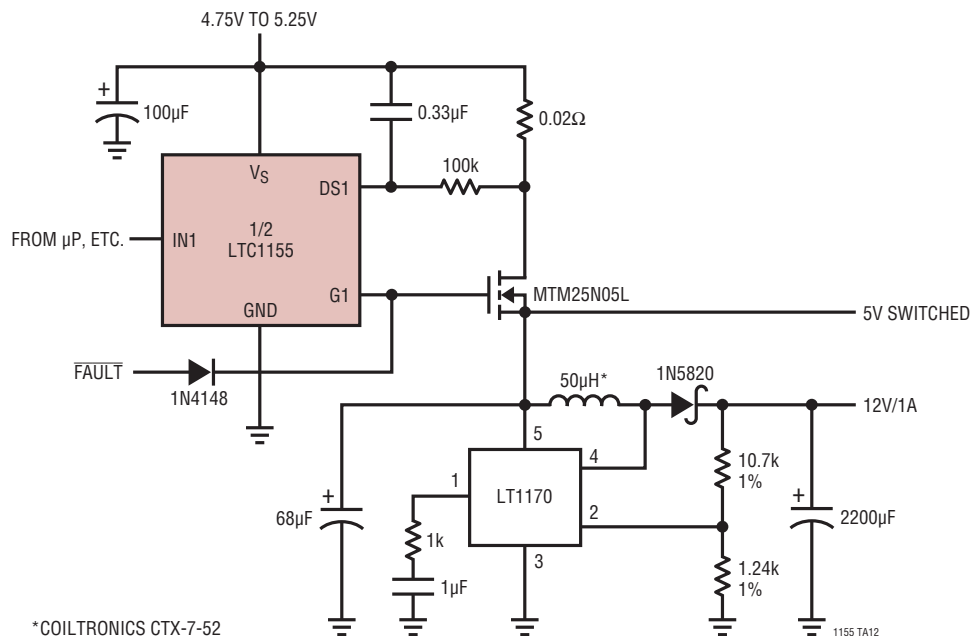 4.75V TO 5.25V
+
100µF
0.33µF
0.02Ω
100k
VS
DS1
1/2
LTC1155
FROM µP, ETC.
IN1
G1
GND
MTM25N05L
5V SWITCHED
FAULT
1N4148
50µH*
1N5820
12V/1A
5
4
1
LT1170
10.7k
1%
+
68µF
2
+
2200µF
1k
3
1.24k
1%
1µF
*COILTRONICS CTX-7-52
1155 TA12